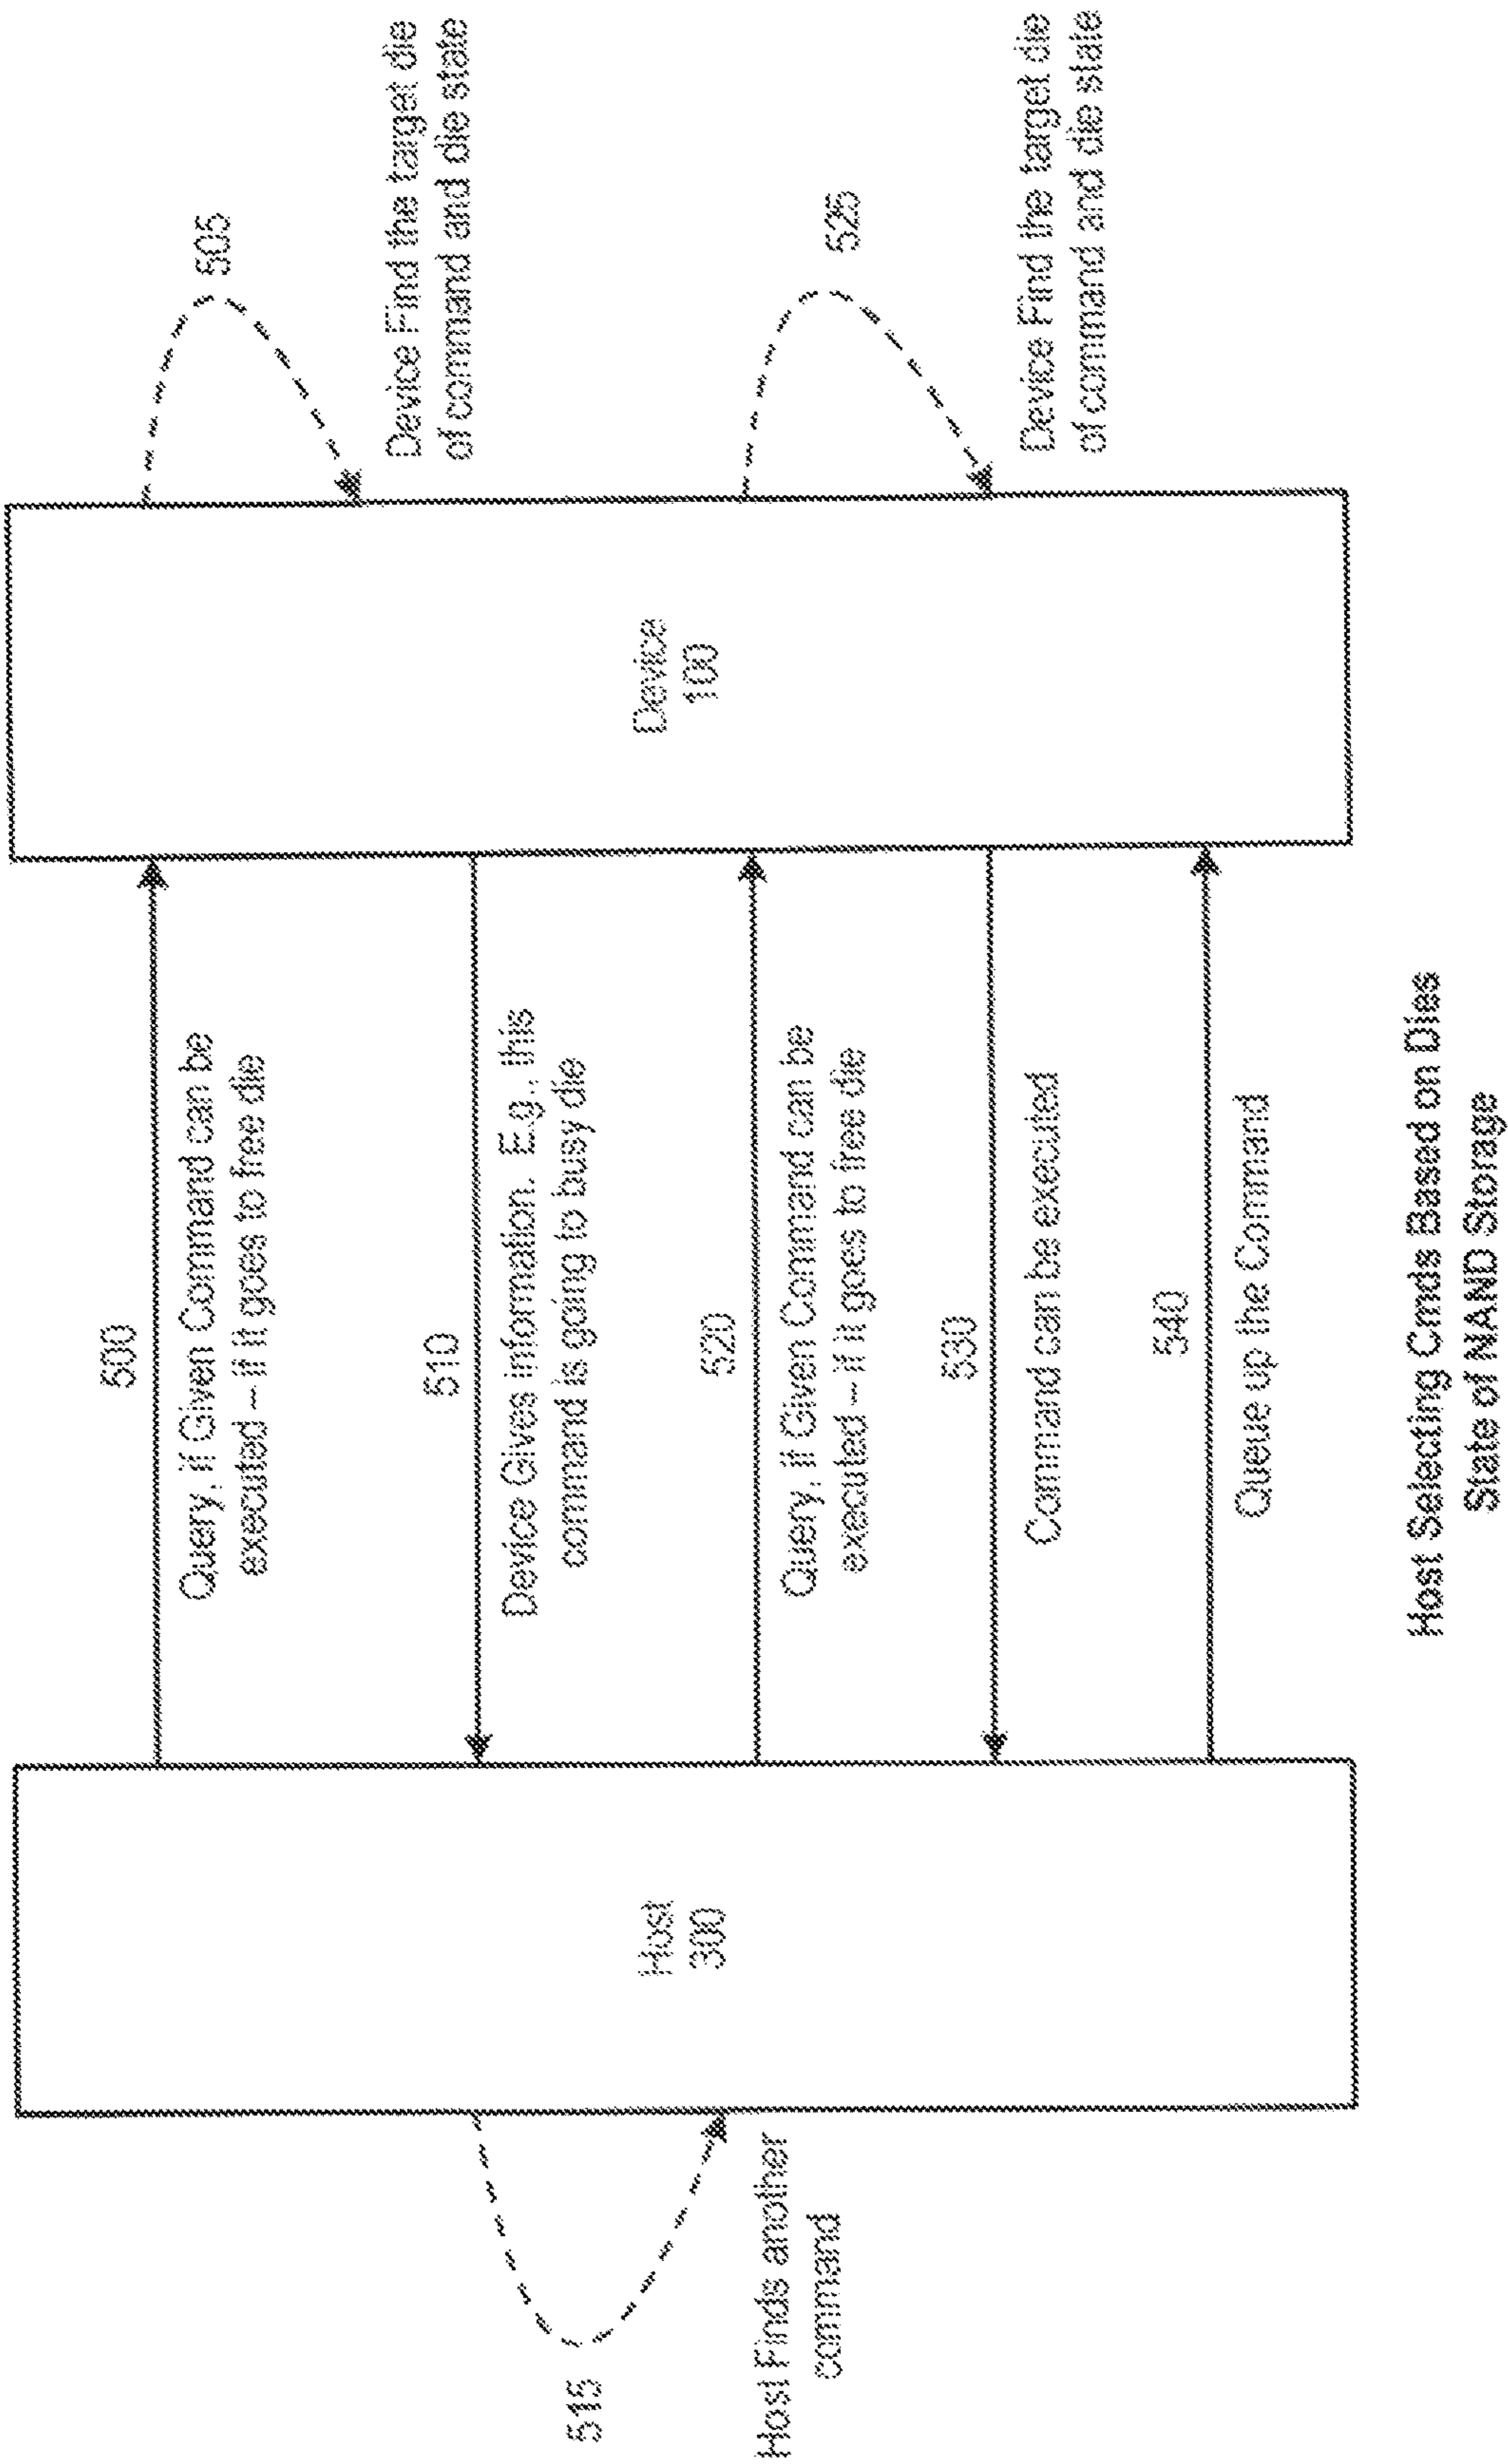 500
Query, if Given Command can be
executed – if it goes to free die
505
Device Find the target die
of command and die state
510
Device Gives information. E.g., this
command is going to busy die
515
Host Finds another
command
Host
300
Device
100
520
Query, if Given Command can be
executed – if it goes to free die
525
Device Find the target die
of command and die state
530
Command can be executed
540
Queue up the Command
Host Selecting Cmds Based on Dies
State of NAND Storage